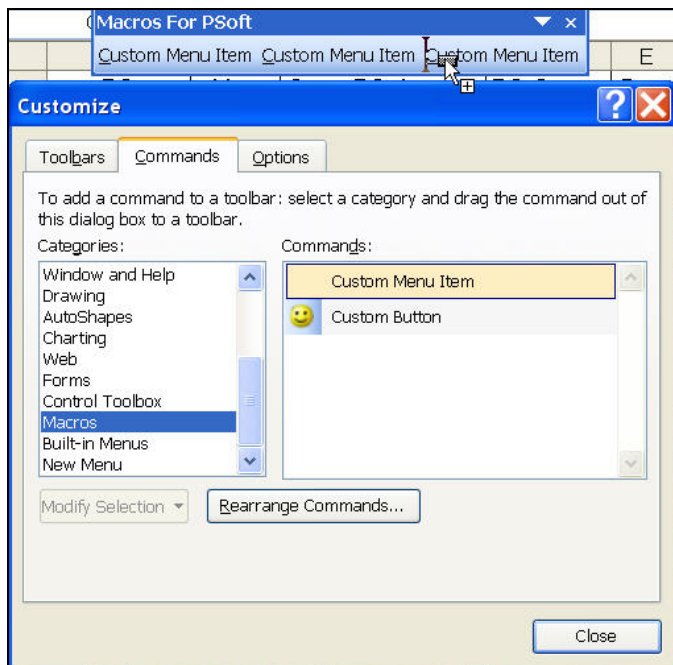 Macros For PSoft
Custom Menu Item Custom Menu Item Custom Menu Item
E
Customize
Toolbars Commands Options
To add a command to a toolbar: select a category and drag the command out of
this dialog box to a toolbar.
Categories:
Window and Help
Drawing
AutoShapes
Charting
Web
Forms
Control Toolbox
Macros
Built-in Menus
New Menu
Commands:
Custom Menu Item
Custom Button
Modify Selection
Rearrange Commands...
Close